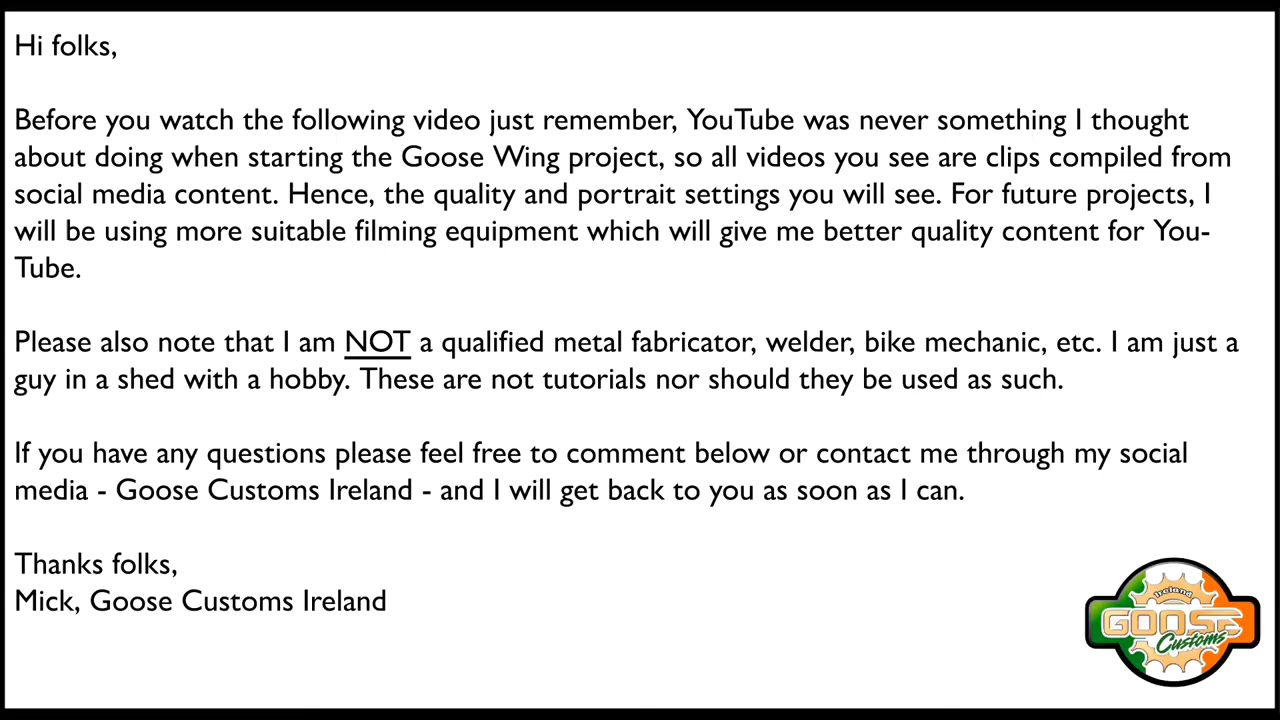 Hi folks,
Before you watch the following video just remember, YouTube was never something I thought
about doing when starting the Goose Wing project, so all videos you see are clips compiled from
social media content. Hence, the quality and portrait settings you will see. For future projects, I
will be using more suitable filming equipment which will give me better quality content for You-
Tube.
Please also note that I am NOT a qualified metal fabricator, welder, bike mechanic, etc. I am just a
guy in a shed with a hobby. These are not tutorials nor should they be used as such.
If you have any questions please feel free to comment below or contact me through my social
media - Goose Customs Ireland - and I will get back to you as soon as I can.
Thanks folks,
Mick, Goose Customs Ireland
Ireland
GOOSE
Customs